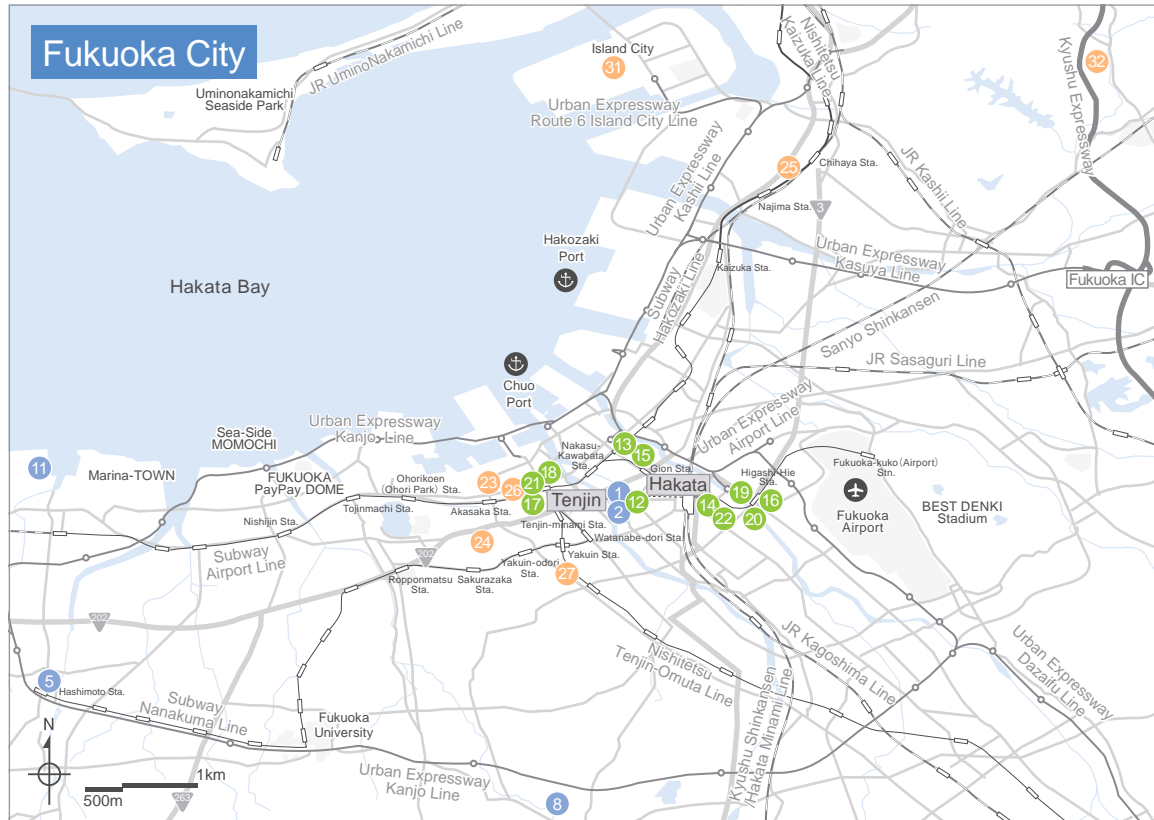 Fukuoka City
JR UminoNakamichi Line
Uminonakamichi
Seaside Park
Island City
31
Urban Expressway
Route 6 Island City Line
Nishitetsu
Kaizuka Line
32
Kyushu Expressway
25
Chihaya Sta.
JR Kashii Line
Urban Expressway
Kashii Line
Najima Sta.
3
Hakozaki
Port
Kaizuka Sta.
Urban Expressway
Kasuya Line
Fukuoka IC
Hakata Bay
Subway
Hakozaki Line
Sanyo Shinkansen
JR Sasaguri Line
Chuo
Port
Urban Expressway
Kanjo Line
Urban Expressway
Airport Line
Sea-Side
MOMOCHI
11
Marina-TOWN
FUKUOKA
PayPay DOME
Ohorikoen
(Ohori Park) Sta.
Nakasu-
Kawabata
Sta.
13
15
Gion Sta.
Higashi-Hie
Sta.
Fukuoka-kuko(Airport)
Stn.
23
26
21
18
17
Tenjin
1
2
12
Hakata
14
22
19
16
20
Fukuoka
Airport
BEST DENKI
Stadium
Nishijin Sta.
Tojinmachi Sta.
Akasaka Sta.
Tenjin-minami Sta.
Watanabe-dori Sta.
Subway
Airport Line
202
24
Yakuin Sta.
Yakuin-odori
Sta.
27
Ropponmatsu
Sta.
Sakurazaka
Sta.
202
JR Kagoshima Line
Nishitetsu
Tenjin-Omuta Line
Urban Expressway
Dazaifu Line
5
Hashimoto Sta.
Subway
Nanakuma Line
Fukuoka
University
Kyushu Shinkansen
/Hakata Minami Line
N
1km
500m
263
Urban Expressway
Kanjo Line
8